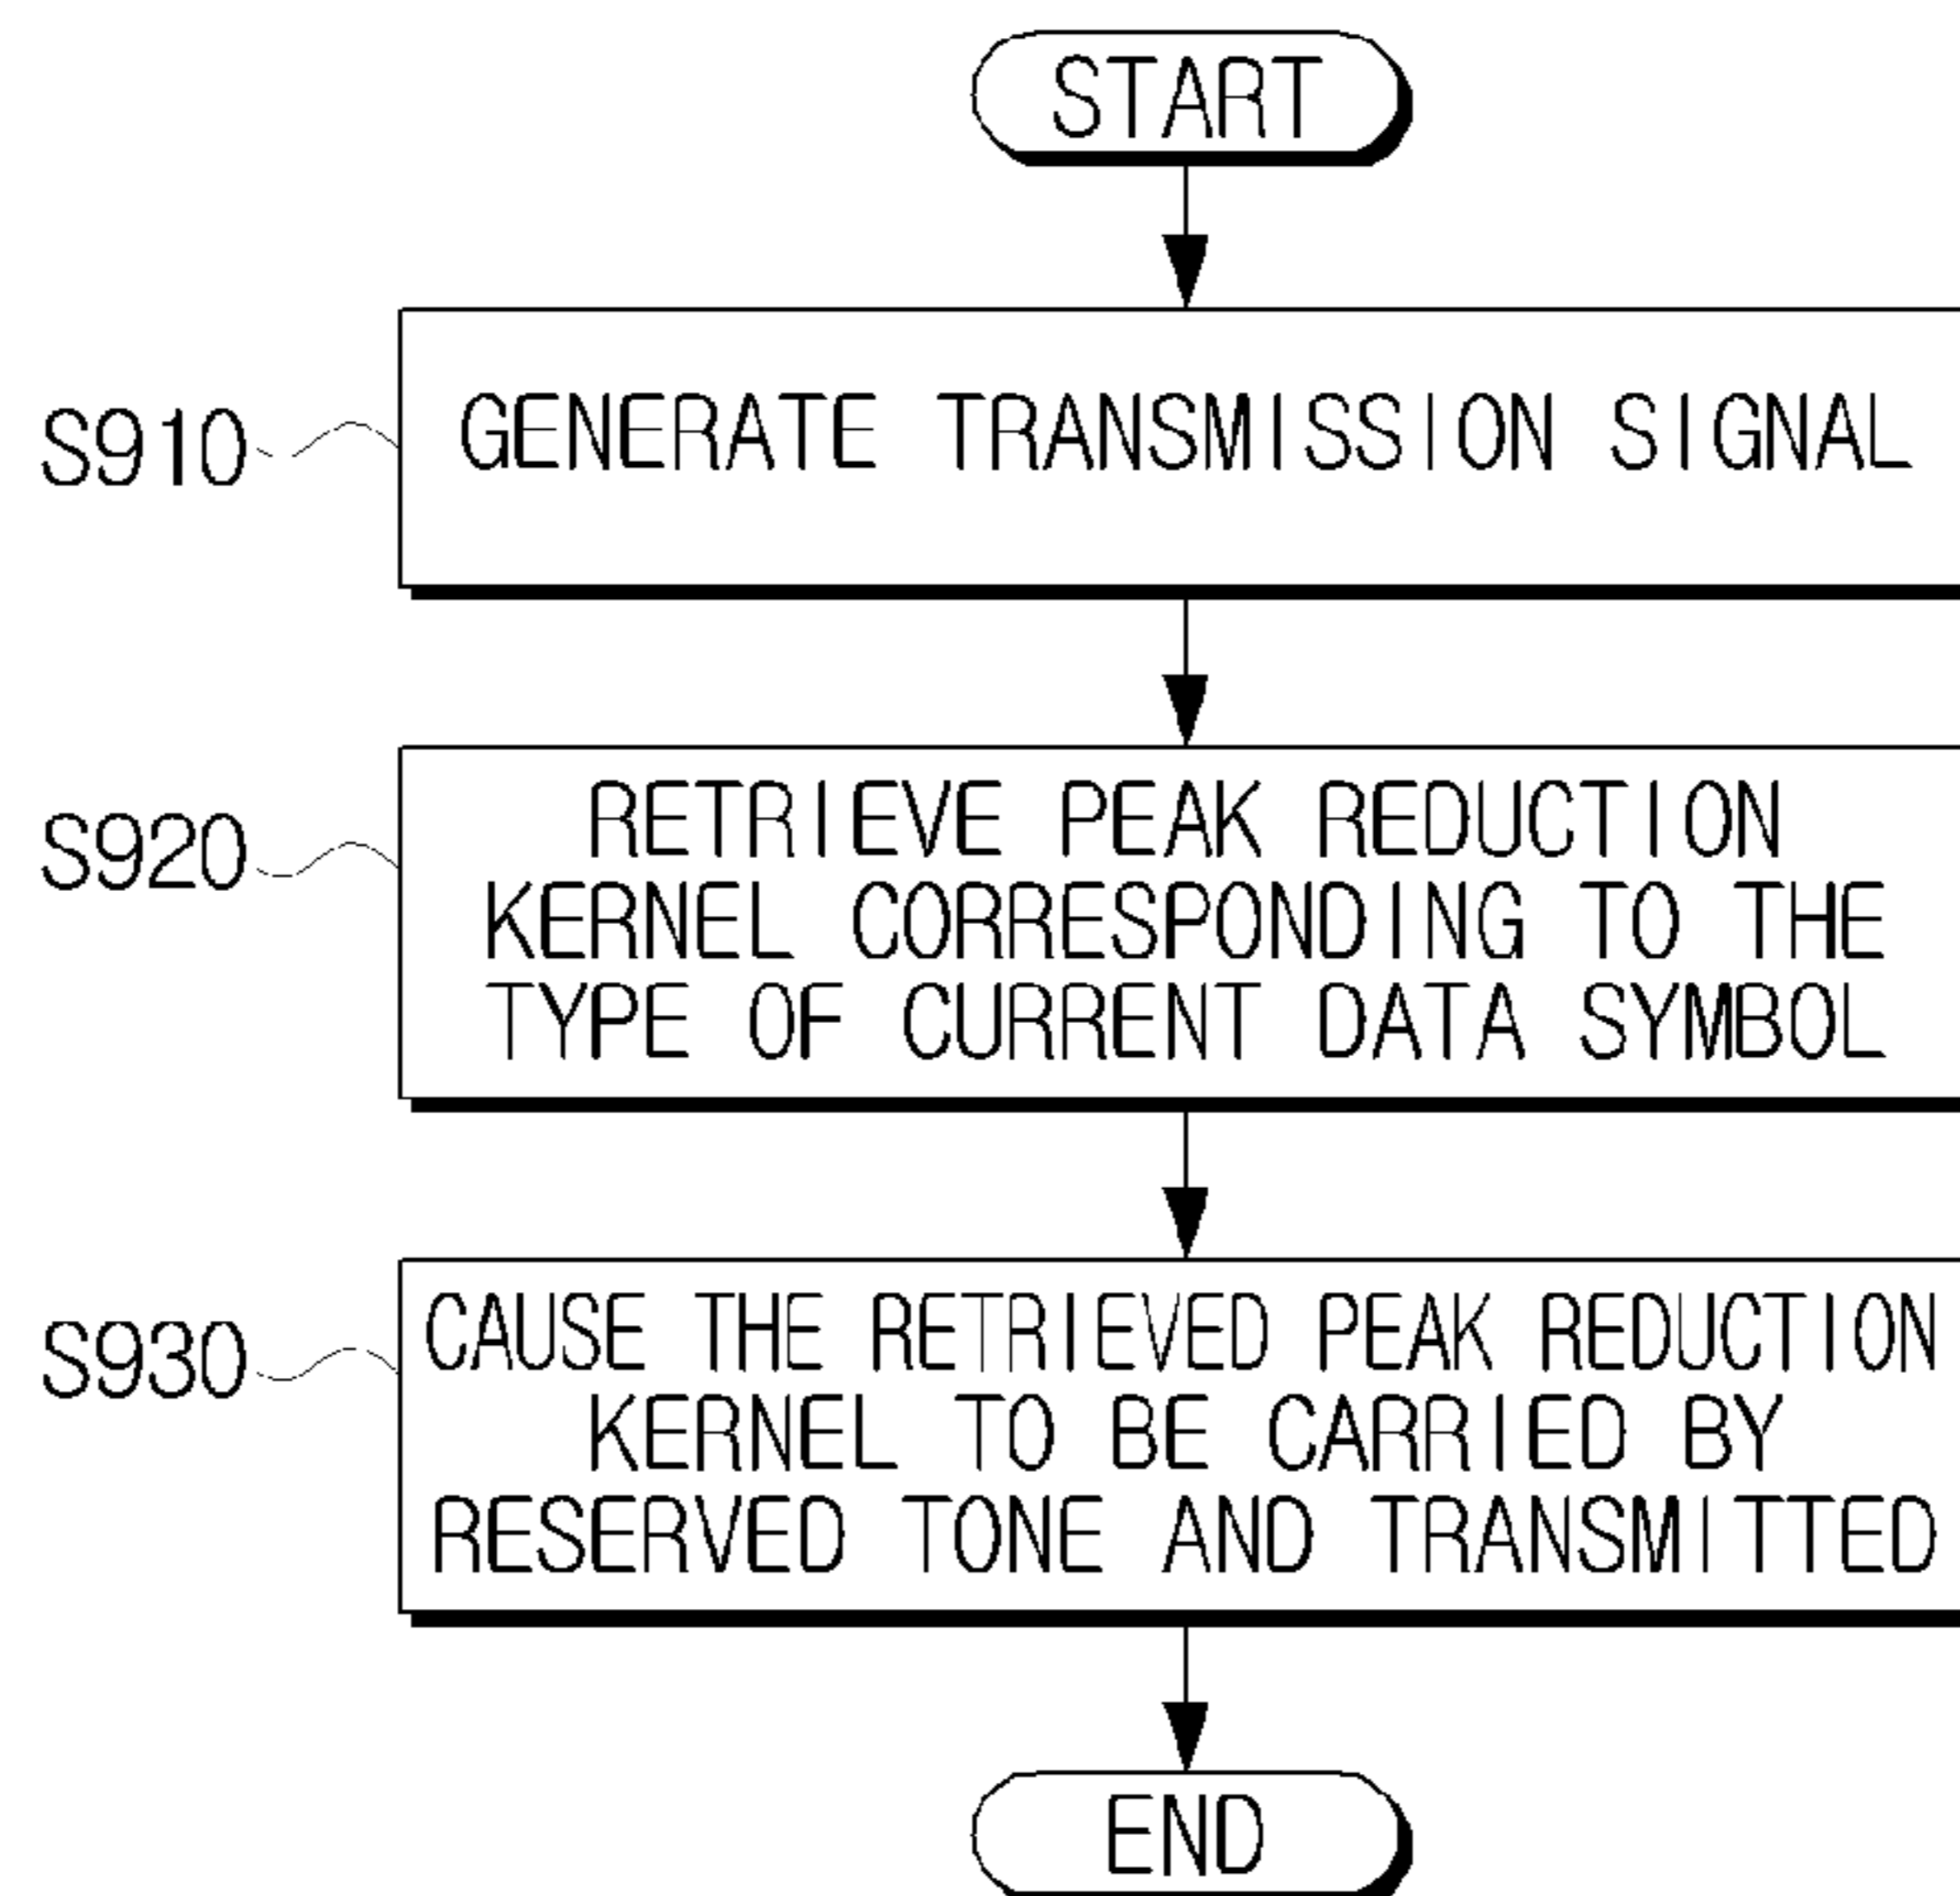 START
S910
GENERATE TRANSMISSION SIGNAL
S920
RETRIEVE PEAK REDUCTION
KERNEL CORRESPONDING TO THE
TYPE OF CURRENT DATA SYMBOL
S930
CAUSE THE RETRIEVED PEAK REDUCTION
KERNEL TO BE CARRIED BY
RESERVED TONE AND TRANSMITTED
END